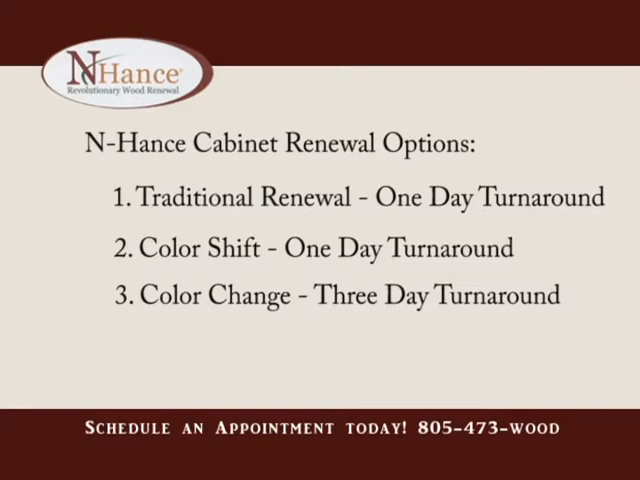 NHance®
Revolutionary Wood Renewal
N-Hance Cabinet Renewal Options:
1. Traditional Renewal - One Day Turnaround
2. Color Shift - One Day Turnaround
3. Color Change - Three Day Turnaround
Schedule an Appointment today! 805-473-wood